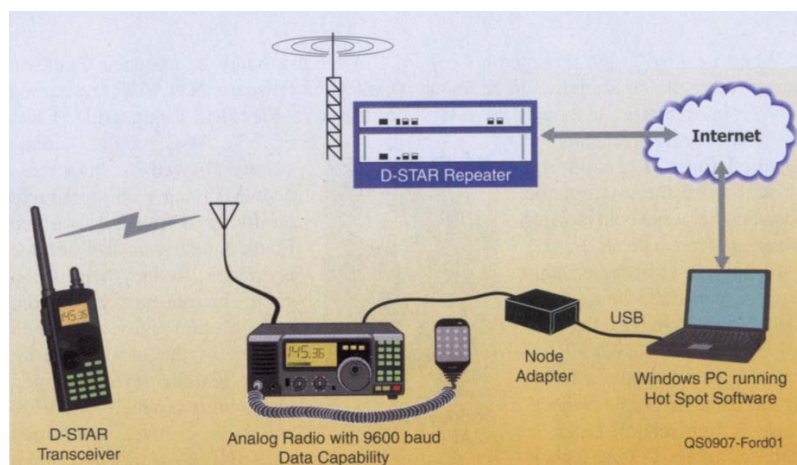 D-STAR Repeater
Internet
145.36
145.36
USB
Node
Adapter
Windows PC running
Hot Spot Software
D-STAR
Transceiver
Analog Radio with 9600 baud
Data Capability
QS0907-Ford01